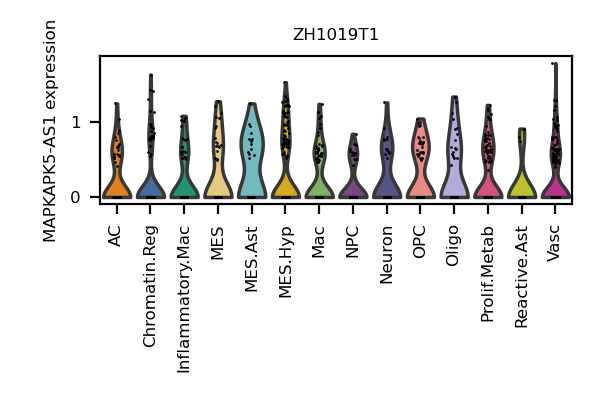 ZH1019T1
MAPKAPK5-AS1 expression
1
0
AC
Chromatin.Reg
Inflammatory.Mac
MES
MES.Ast
MES.Hyp
Mac
NPC
Neuron
OPC
Oligo
Prolif.Metab
Reactive.Ast
Vasc